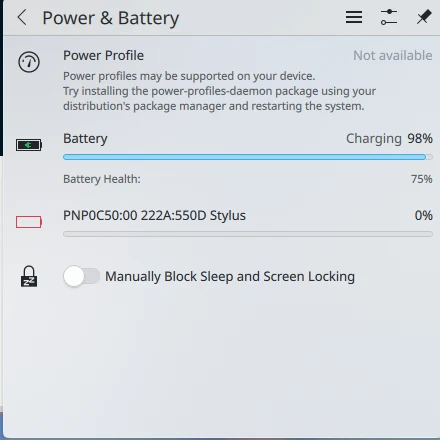 Power & Battery
Power Profile Not available
Power profiles may be supported on your device.
Try installing the power-profiles-daemon package using your
distribution's package manager and restarting the system.
Battery Charging 98%
Battery Health: 75%
PNP0C50:00 222A:550D Stylus 0%
Manually Block Sleep and Screen Locking